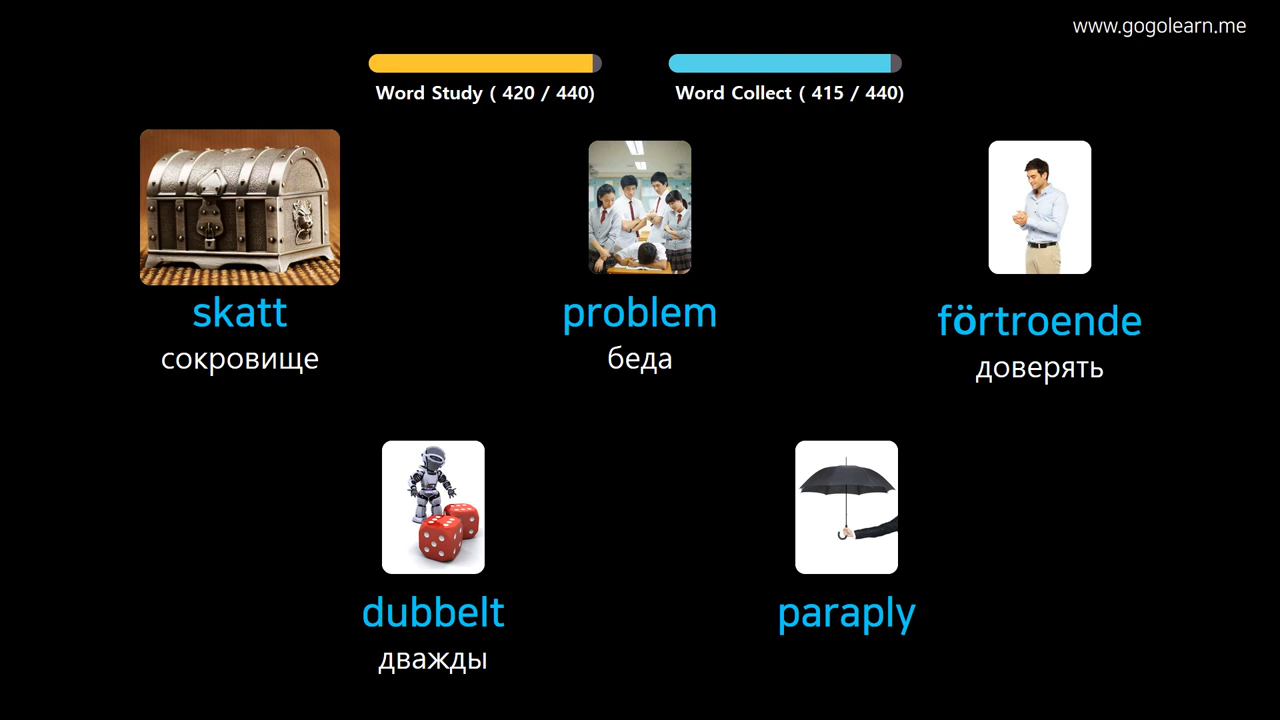 www.gogolearn.me
Word Study ( 420 / 440)
Word Collect ( 415 / 440)
skatt
сокровище
problem
беда
förtroende
доверять
dubbelt
дважды
paraply